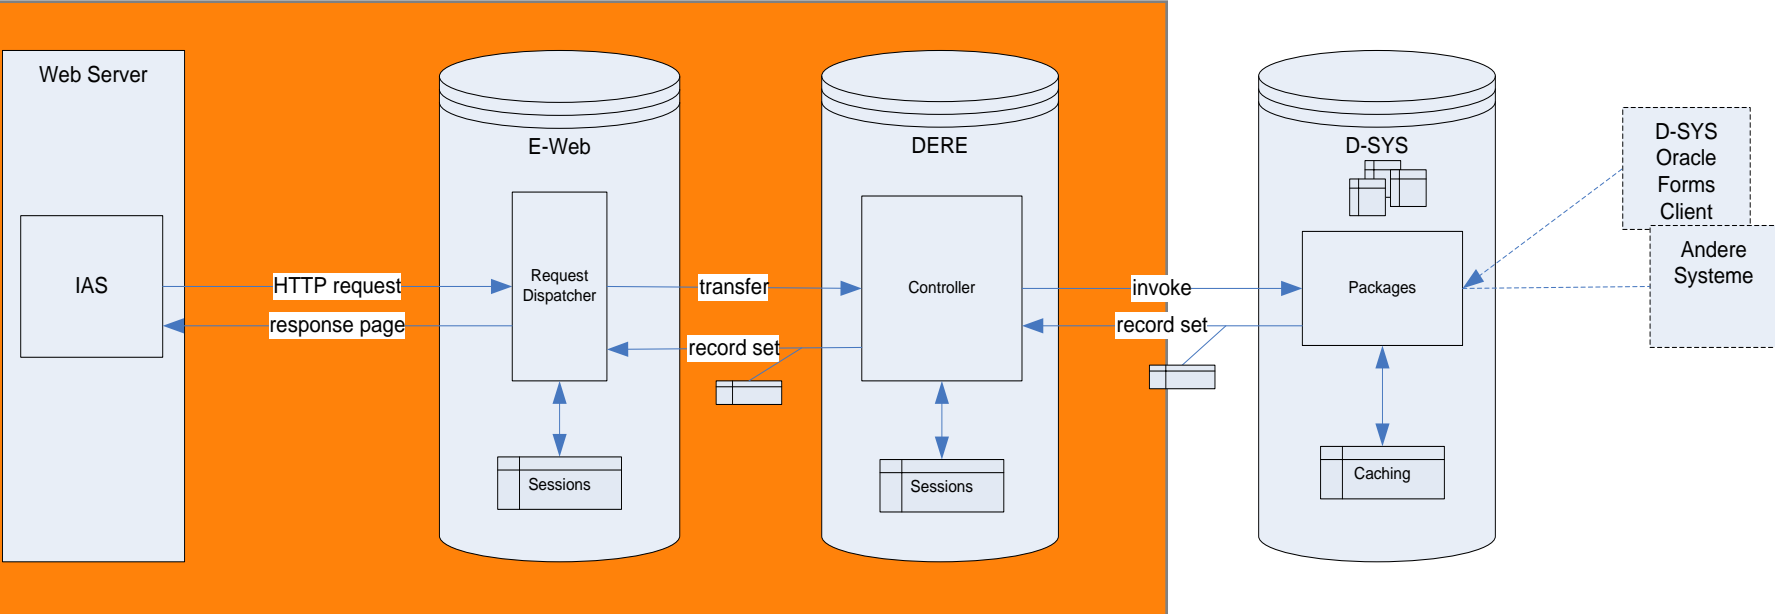 Web Server
IAS
HTTP request
response page
E-Web
Request
Dispatcher
Sessions
transfer
record set
DERE
Controller
Sessions
invoke
record set
D-SYS
Packages
Caching
D-SYS
Oracle
Forms
Client
Andere
Systeme